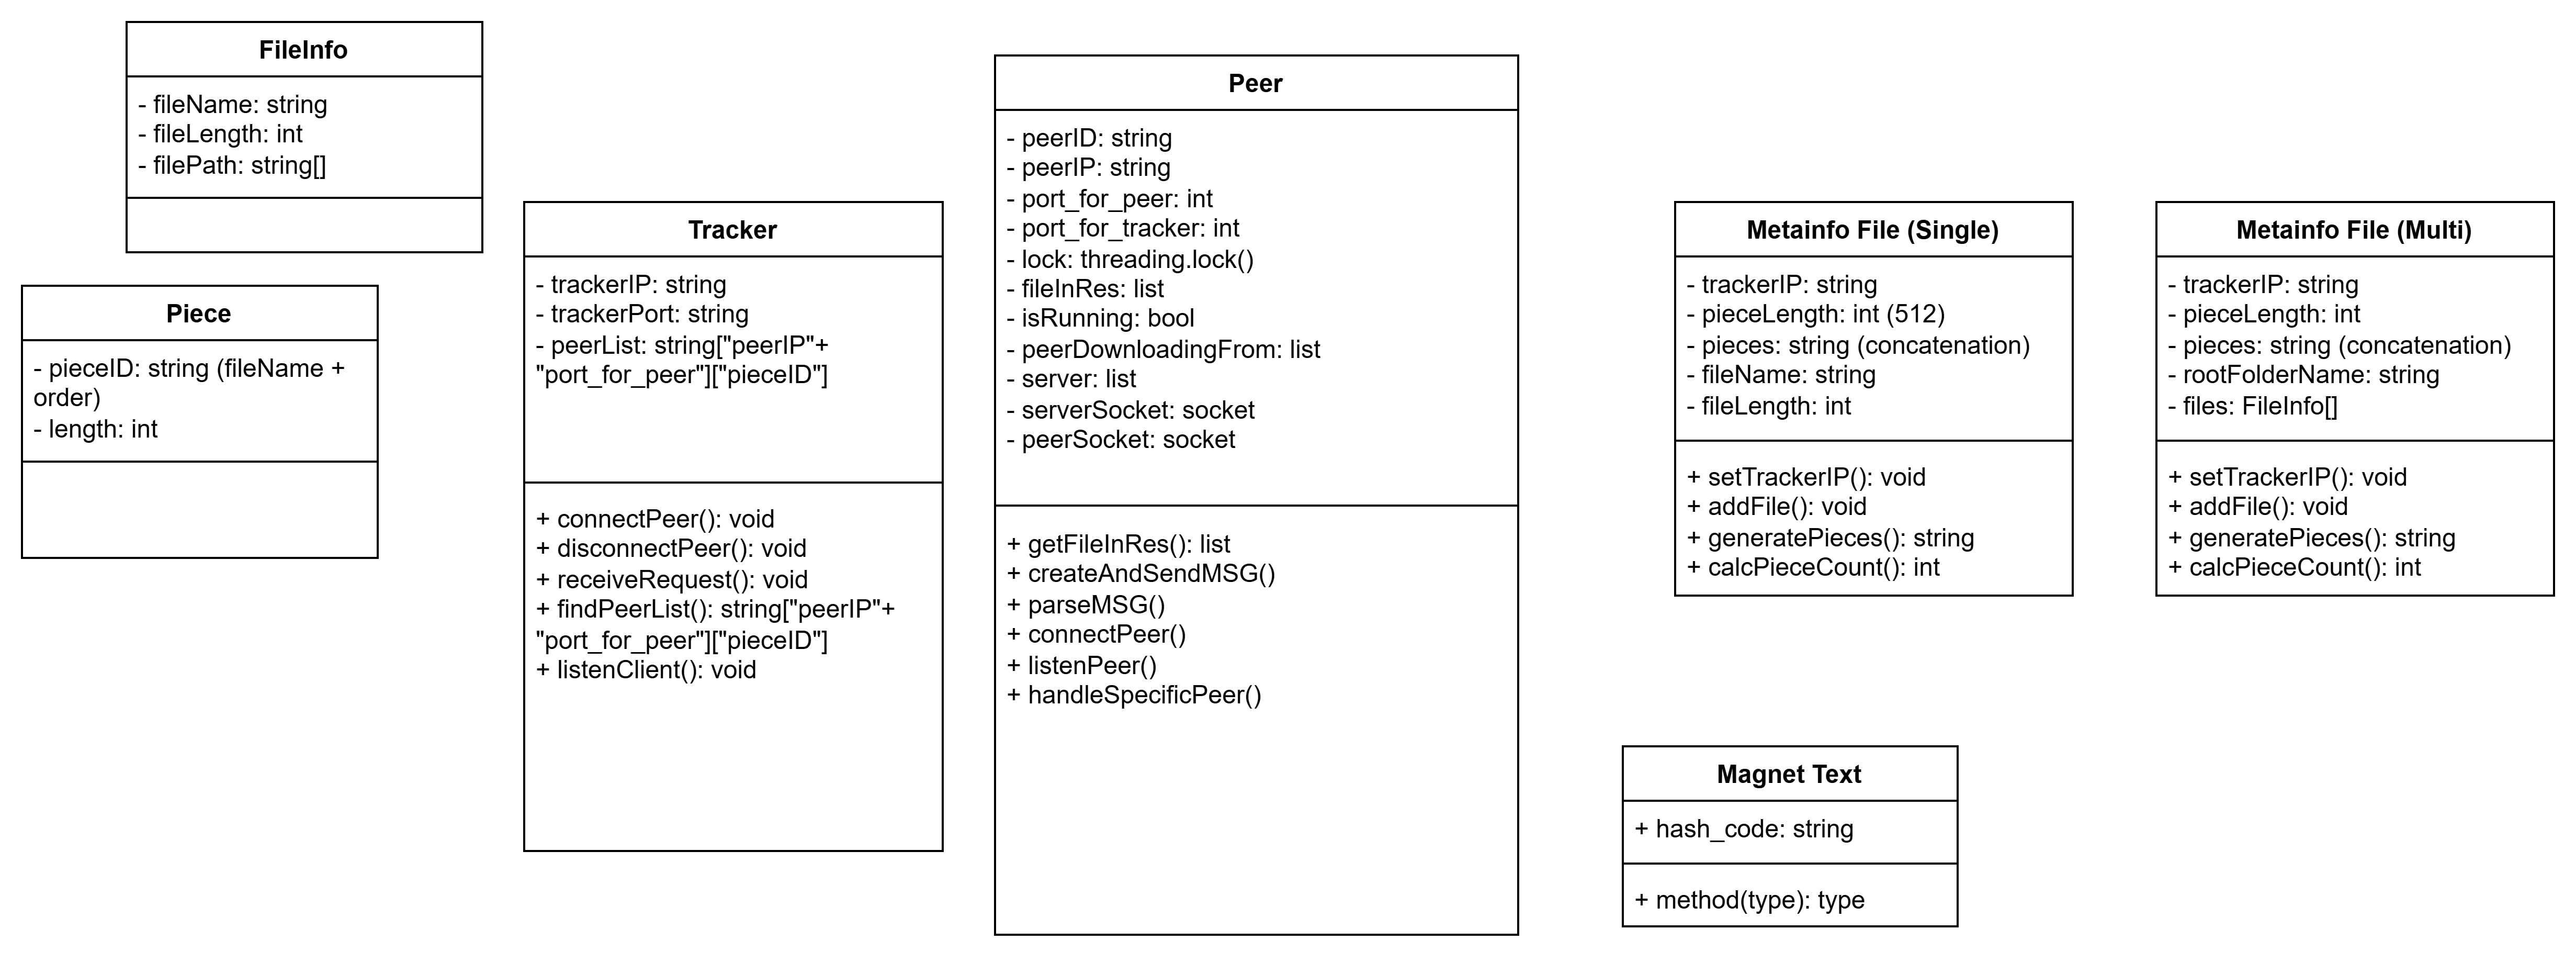 FileInfo
- fileName: string
- fileLength: int
- filePath: string[]
Piece
- pieceID: string (fileName +
order)
- length: int
Tracker
- trackerIP: string
- trackerPort: string
- peerList: string["peerIP"+
"port_for_peer"]["pieceID"]
+ connectPeer(): void
+ disconnectPeer(): void
+ receiveRequest(): void
+ findPeerList(): string["peerIP"+
"port_for_peer"]["pieceID"]
+ listenClient(): void
Peer
- peerID: string
- peerIP: string
- port_for_peer: int
- port_for_tracker: int
- lock: threading.lock()
- fileInRes: list
- isRunning: bool
- peerDownloadingFrom: list
- server: list
- serverSocket: socket
- peerSocket: socket
+ getFileInRes(): list
+ createAndSendMSG()
+ parseMSG()
+ connectPeer()
+ listenPeer()
+ handleSpecificPeer()
Metainfo File (Single)
- trackerIP: string
- pieceLength: int (512)
- pieces: string (concatenation)
- fileName: string
- fileLength: int
+ setTrackerIP(): void
+ addFile(): void
+ generatePieces(): string
+ calcPieceCount(): int
Metainfo File (Multi)
- trackerIP: string
- pieceLength: int
- pieces: string (concatenation)
- rootFolderName: string
- files: FileInfo[]
+ setTrackerIP(): void
+ addFile(): void
+ generatePieces(): string
+ calcPieceCount(): int
Magnet Text
+ hash_code: string
+ method(type): type